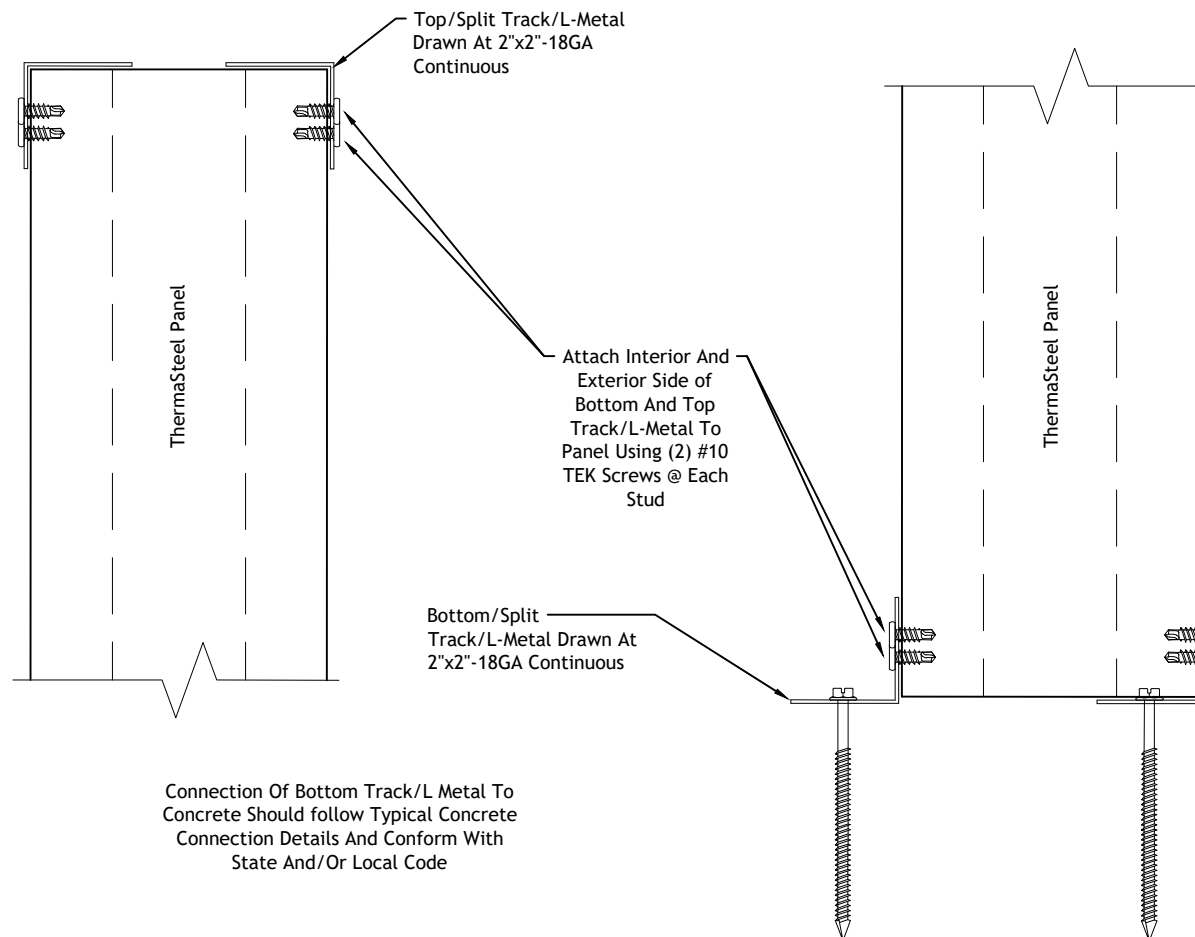 Top/Split Track/L-Metal
Drawn At 2"x2"-18GA
Continuous
ThermaSteel Panel
ThermaSteel Panel
Attach Interior And
Exterior Side of
Bottom And Top
Track/L-Metal To
Panel Using (2) #10
TEK Screws @ Each
Stud
Bottom/Split
Track/L-Metal Drawn At
2"x2"-18GA Continuous
Connection Of Bottom Track/L Metal To
Concrete Should follow Typical Concrete
Connection Details And Conform With
State And/Or Local Code